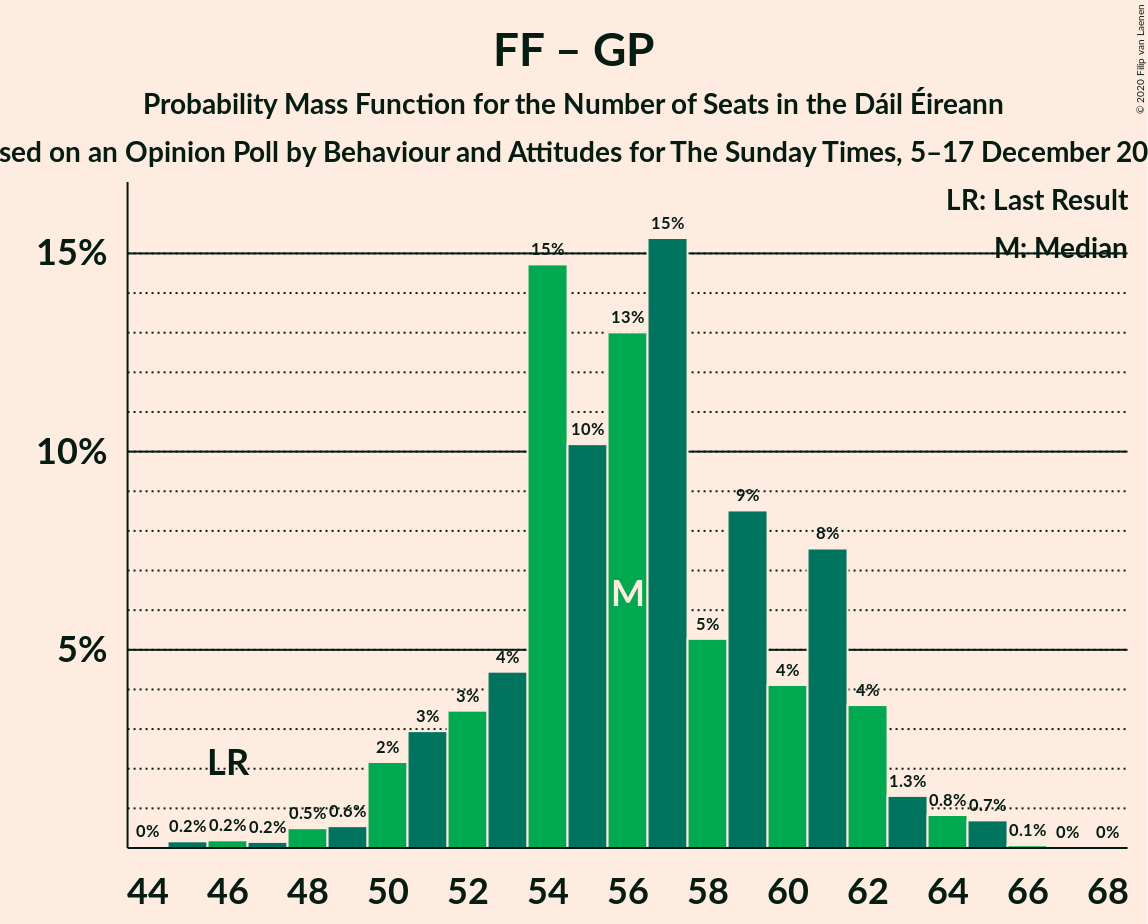 FF – GP
Probability Mass Function for the Number of Seats in the Dáil Éireann
sed on an Opinion Poll by Behaviour and Attitudes for The Sunday Times, 5–17 December 20
© 2020 Filip van Laenen
LR: Last Result
M: Median
15%
10%
5%
0% 0.2% 0.2% 0.2% 0.5% 0.6% 2% 3% 3% 4% 15% 10% 13% 15% 5% 9% 4% 8% 4% 1.3% 0.8% 0.7% 0.1% 0% 0%
LR
M
44 46 48 50 52 54 56 58 60 62 64 66 68